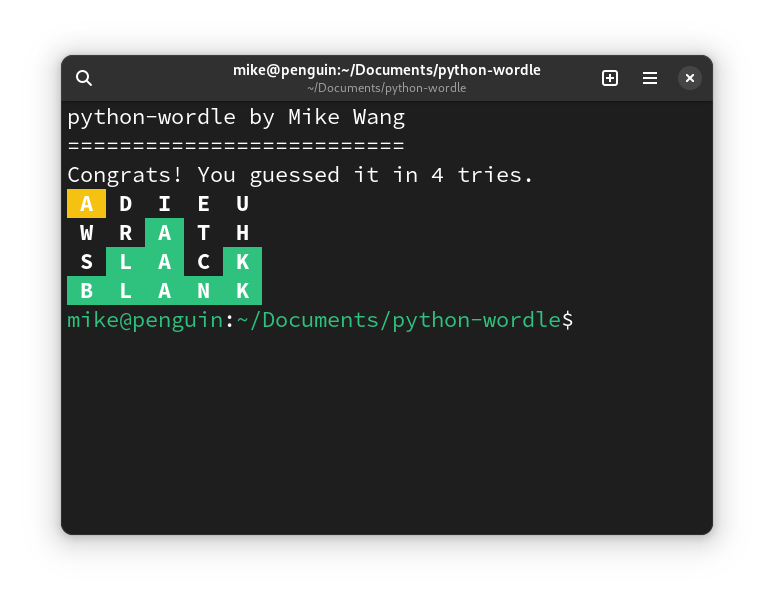 mike@penguin:~/Documents/python-wordle
~/Documents/python-wordle
python-wordle by Mike Wang
==========================
Congrats! You guessed it in 4 tries.
A D I E U
W R A T H
S L A C K
B L A N K
mike@penguin:~/Documents/python-wordle$